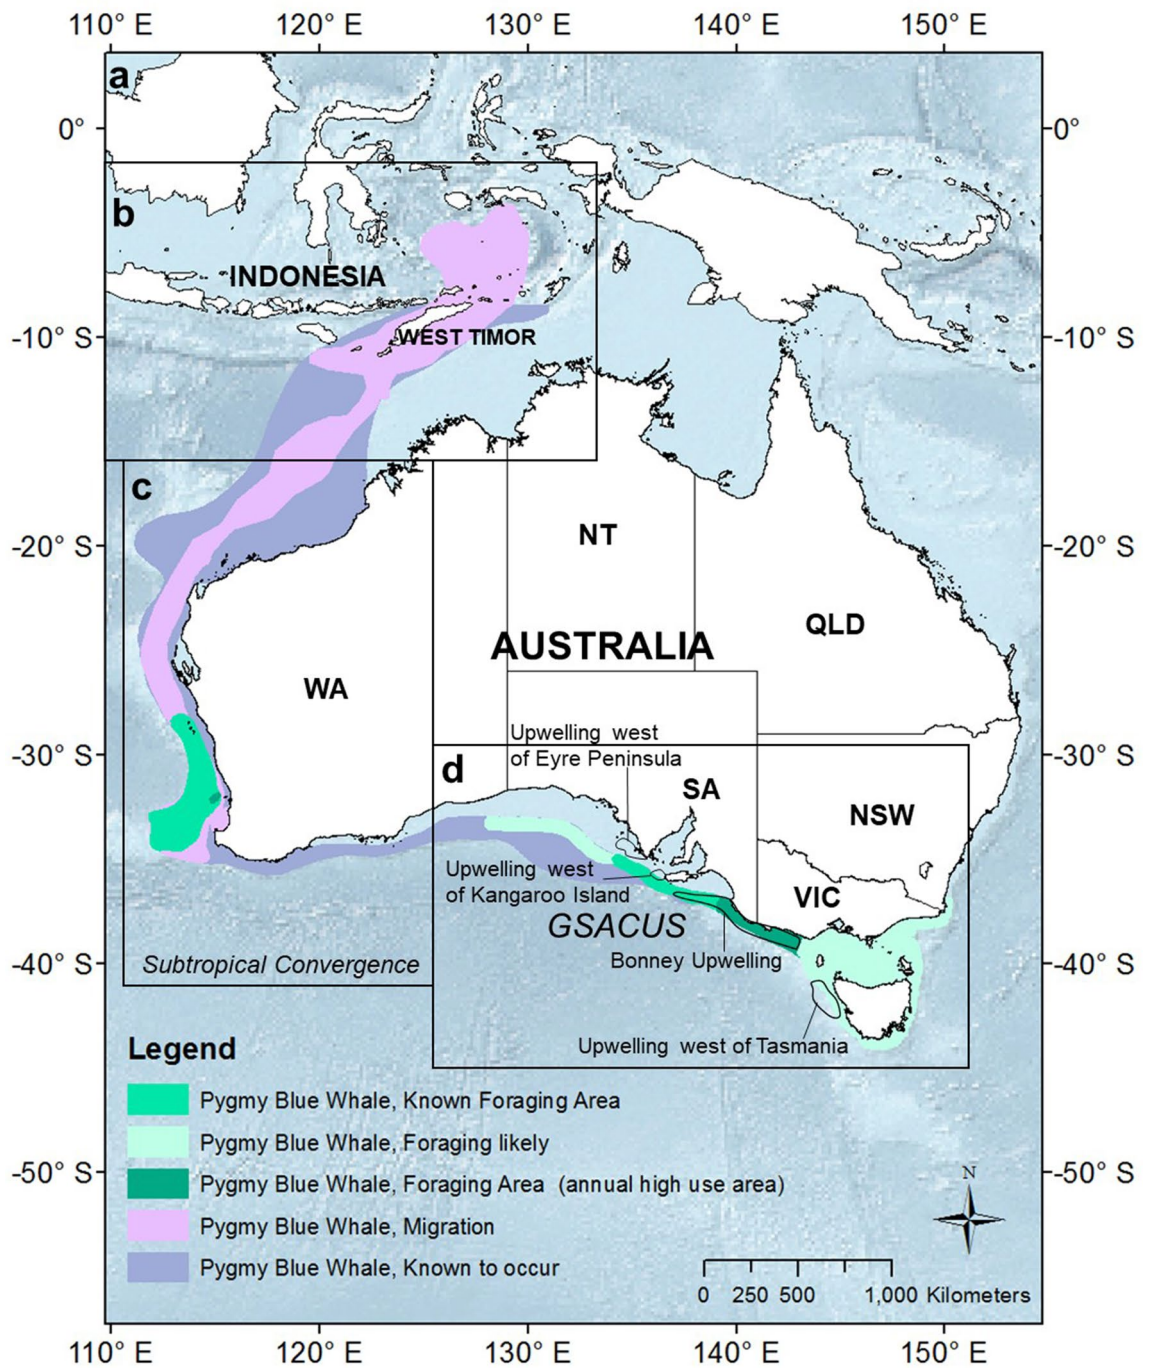 110° E 120° E 130° E 140° E 150° E
a
0° 0°
b
INDONESIA
WEST TIMOR
-10° S -10° S
c
NT
-20° S -20° S
QLD
AUSTRALIA
WA
Upwelling west
of Eyre Peninsula
-30° S -30° S
d
SA
NSW
Upwelling west
of Kangaroo Island
VIC
GSACUS
Bonney Upwelling
-40° S -40° S
Subtropical Convergence
Upwelling west of Tasmania
Legend
Pygmy Blue Whale, Known Foraging Area
Pygmy Blue Whale, Foraging likely
-50° S -50° S
Pygmy Blue Whale, Foraging Area (annual high use area)
N
Pygmy Blue Whale, Migration
Pygmy Blue Whale, Known to occur
0 250 500 1,000 Kilometers
110° E 120° E 130° E 140° E 150° E